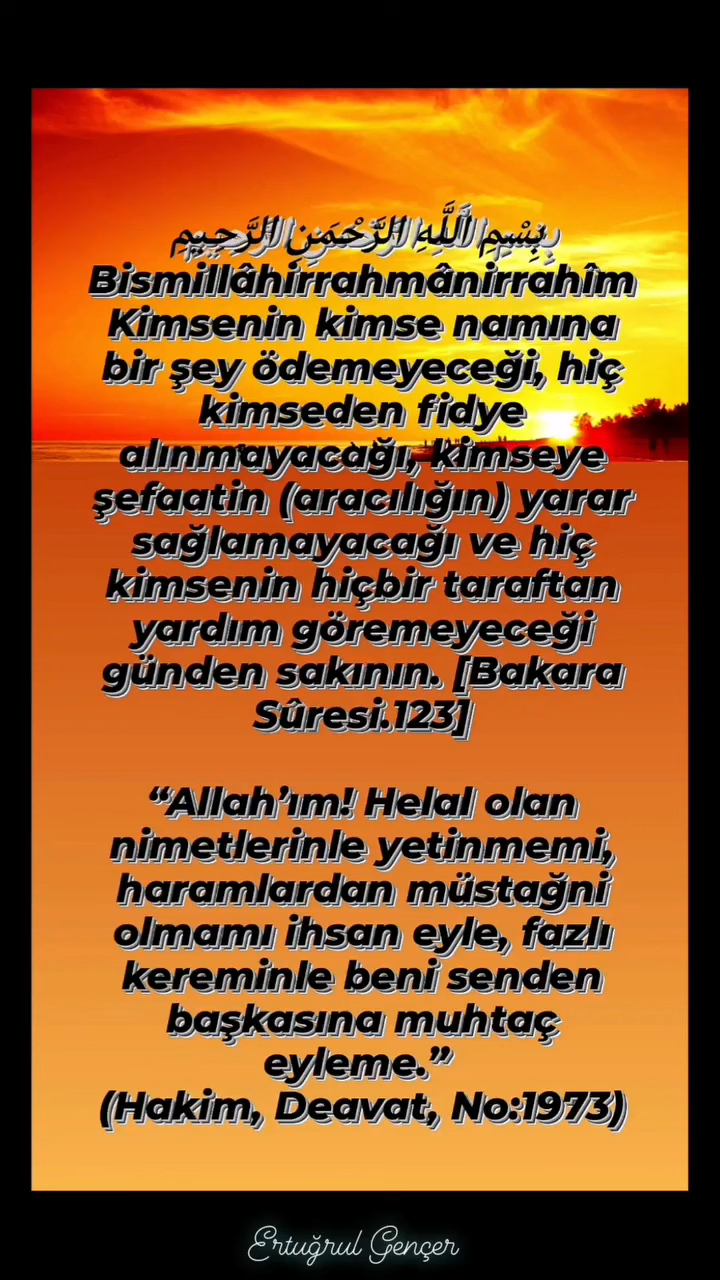 بِسْمِ اللَّهِ الرَّحْمَنِ الرَّحِيمِ
Bismillâhirrahmânirrahîm
Kimsenin kimse namına
bir şey ödemeyeceği, hiç
kimseden fidye
alınmayacağı, kimseye
şefaatin (aracılığın) yarar
sağlamayacağı ve hiç
kimsenin hiçbir taraftan
yardım göremeyeceği
günden sakının. [Bakara
Sûresi.123]
“Allah’ım! Helal olan
nimetlerinle yetinmemi,
haramlardan müstağni
olmamı ihsan eyle, fazlı
kereminle beni senden
başkasına muhtaç
eyleme.”
(Hakim, Deavat, No:1973)
Ertuğrul Gençer